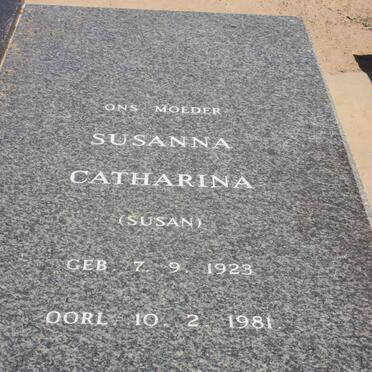 ONS MOEDER
SUSANNA
CATHARINA
(SUSAN)
GEB. 7. 9. 1923
OORL. 10. 2. 1981.